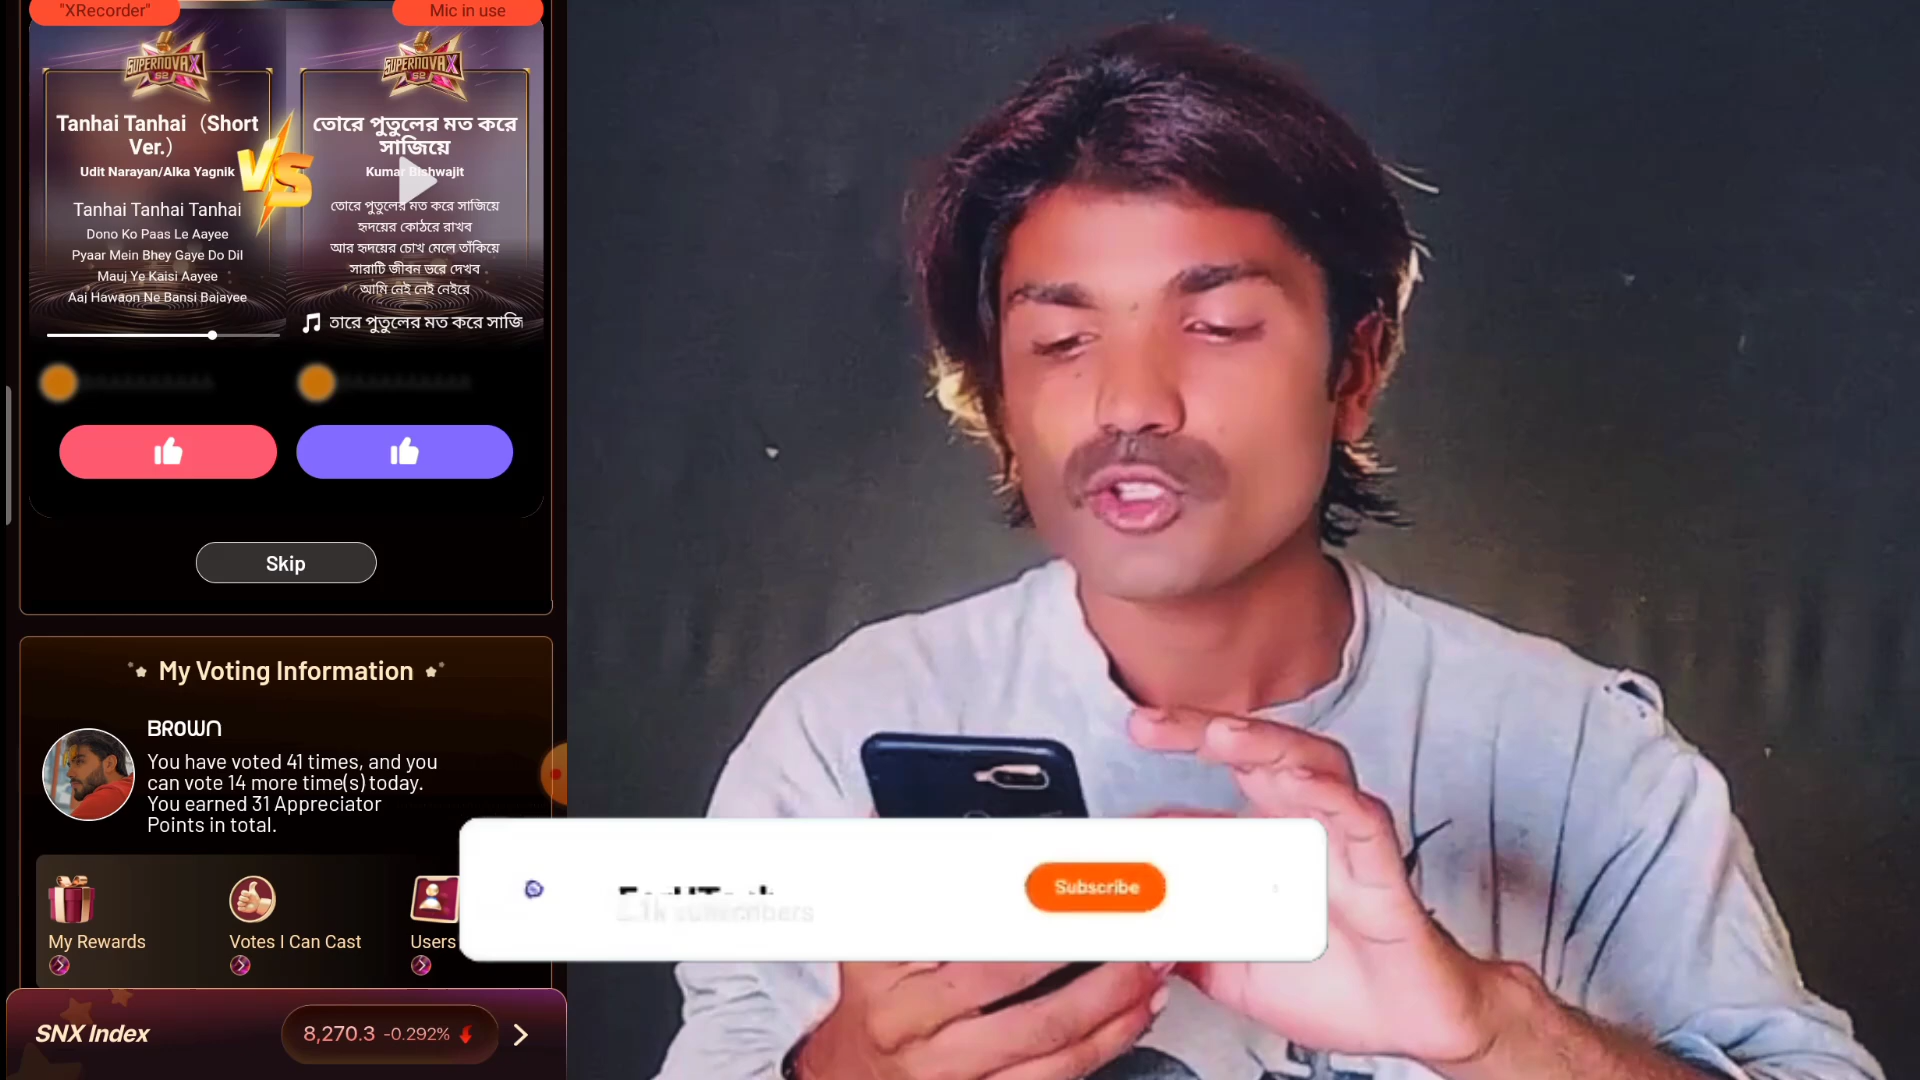 "XRecorder"
Mic in use
SUPERNOVA X
S2
Tanhai Tanhai（Short
Ver.）
Udit Narayan/Alka Yagnik
Tanhai Tanhai Tanhai
Dono Ko Paas Le Aayee
Pyaar Mein Bhey Gaye Do Dil
Mauj Ye Kaisi Aayee
Aaj Hawaon Ne Bansi Bajayee
VS
SUPERNOVA X
S2
তোরে পুতুলের মত করে
সাজিয়ে
Kumar Bishwajit
তোরে পুতুলের মত করে সাজিয়ে
হৃদয়ের কোঠরে রাখব
আর হৃদয়ের চোখ মেলে তাঁকিয়ে
সারাটি জীবন ভরে দেখব
আমি নেই নেই নেইরে
তারে পুতুলের মত করে সাজি
Skip
My Voting Information
BROWN
You have voted 41 times, and you
can vote 14 more time(s) today.
You earned 31 Appreciator
Points in total.
My Rewards
Votes I Can Cast
Users
Subscribe
SNX Index
8,270.3 -0.292%